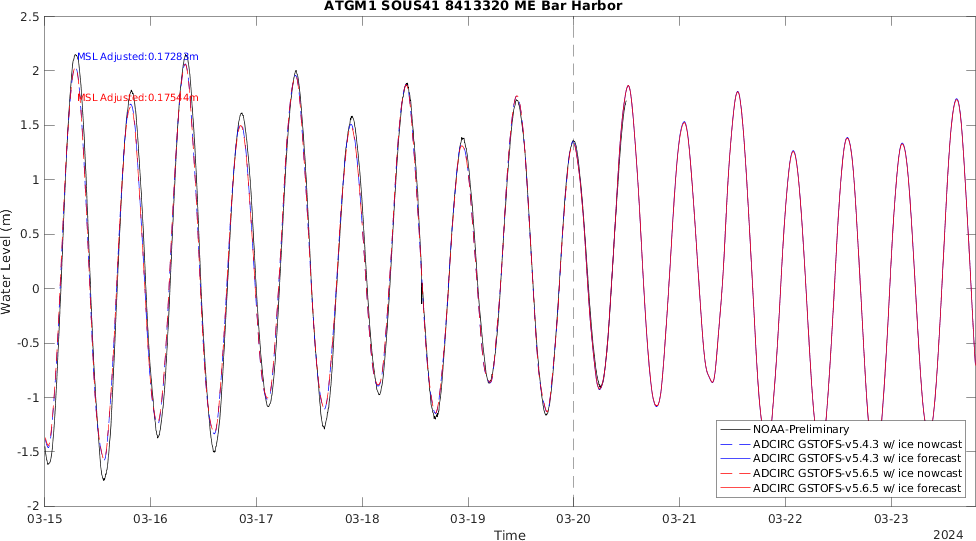 ATGM1 SOUS41 8413320 ME Bar Harbor
2.5
2
1.5
1
0.5
0
-0.5
-1
-1.5
-2
Water Level (m)
MSL Adjusted:0.17283m
MSL Adjusted:0.17544m
NOAA-Preliminary
ADCIRC GSTOFS-v5.4.3 w/ ice nowcast
ADCIRC GSTOFS-v5.4.3 w/ ice forecast
ADCIRC GSTOFS-v5.6.5 w/ ice nowcast
ADCIRC GSTOFS-v5.6.5 w/ ice forecast
03-15 03-16 03-17 03-18 03-19 03-20 03-21 03-22 03-23
Time
2024